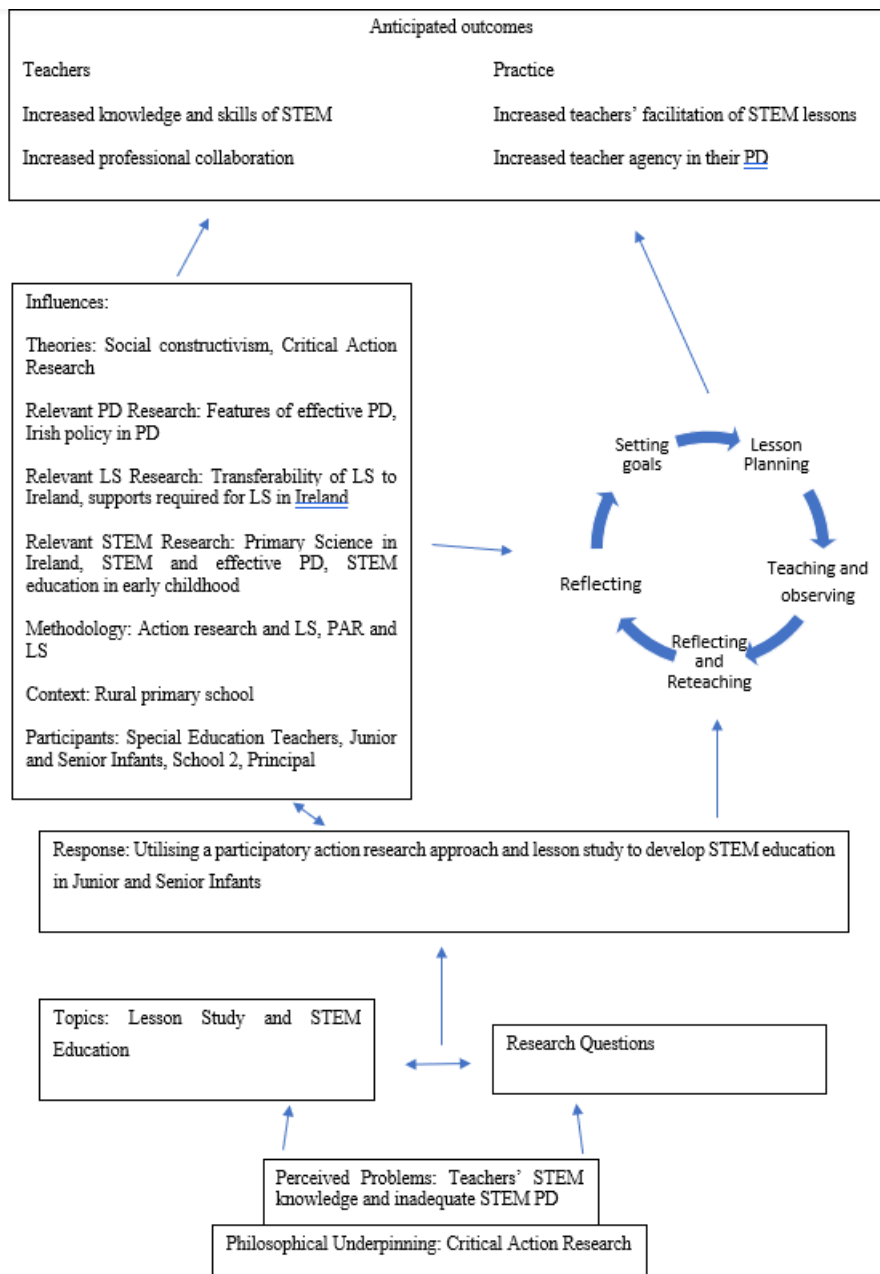 Anticipated outcomes
Teachers
Practice
Increased knowledge and skills of STEM
Increased teachers’ facilitation of STEM lessons
Increased professional collaboration
Increased teacher agency in their PD
Influences:
Theories: Social constructivism, Critical Action
Research
Relevant PD Research: Features of effective PD,
Irish policy in PD
Relevant LS Research: Transferability of LS to
Ireland, supports required for LS in Ireland
Relevant STEM Research: Primary Science in
Ireland, STEM and effective PD, STEM
education in early childhood
Methodology: Action research and LS, PAR and
LS
Context: Rural primary school
Participants: Special Education Teachers, Junior
and Senior Infants, School 2, Principal
Setting
goals
Lesson
Planning
Teaching and
observing
Reflecting
and
Reteaching
Reflecting
Response: Utilising a participatory action research approach and lesson study to develop STEM education
in Junior and Senior Infants
Topics: Lesson Study and STEM
Education
Research Questions
Perceived Problems: Teachers’ STEM
knowledge and inadequate STEM PD
Philosophical Underpinning: Critical Action Research